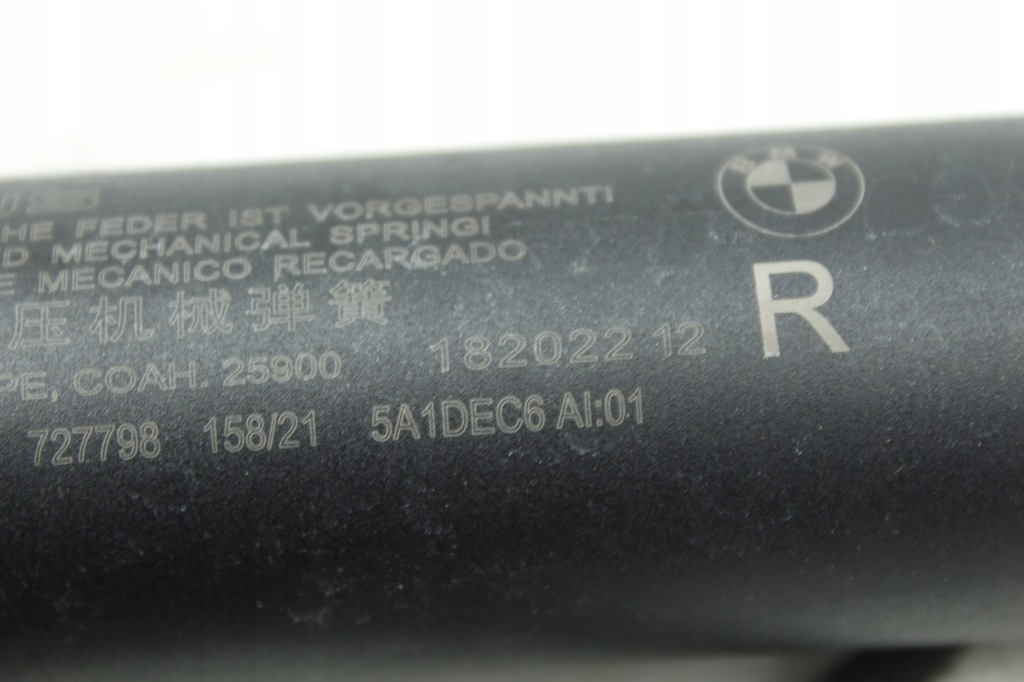 BMW
HE FEDER IST VORGESPANNT!
D MECHANICAL SPRING!
E MECANICO RECARGADO
压机械弹簧
PE, COAH. 25900
182022 12
R
727798 158/21 5A1DEC6 AI:01